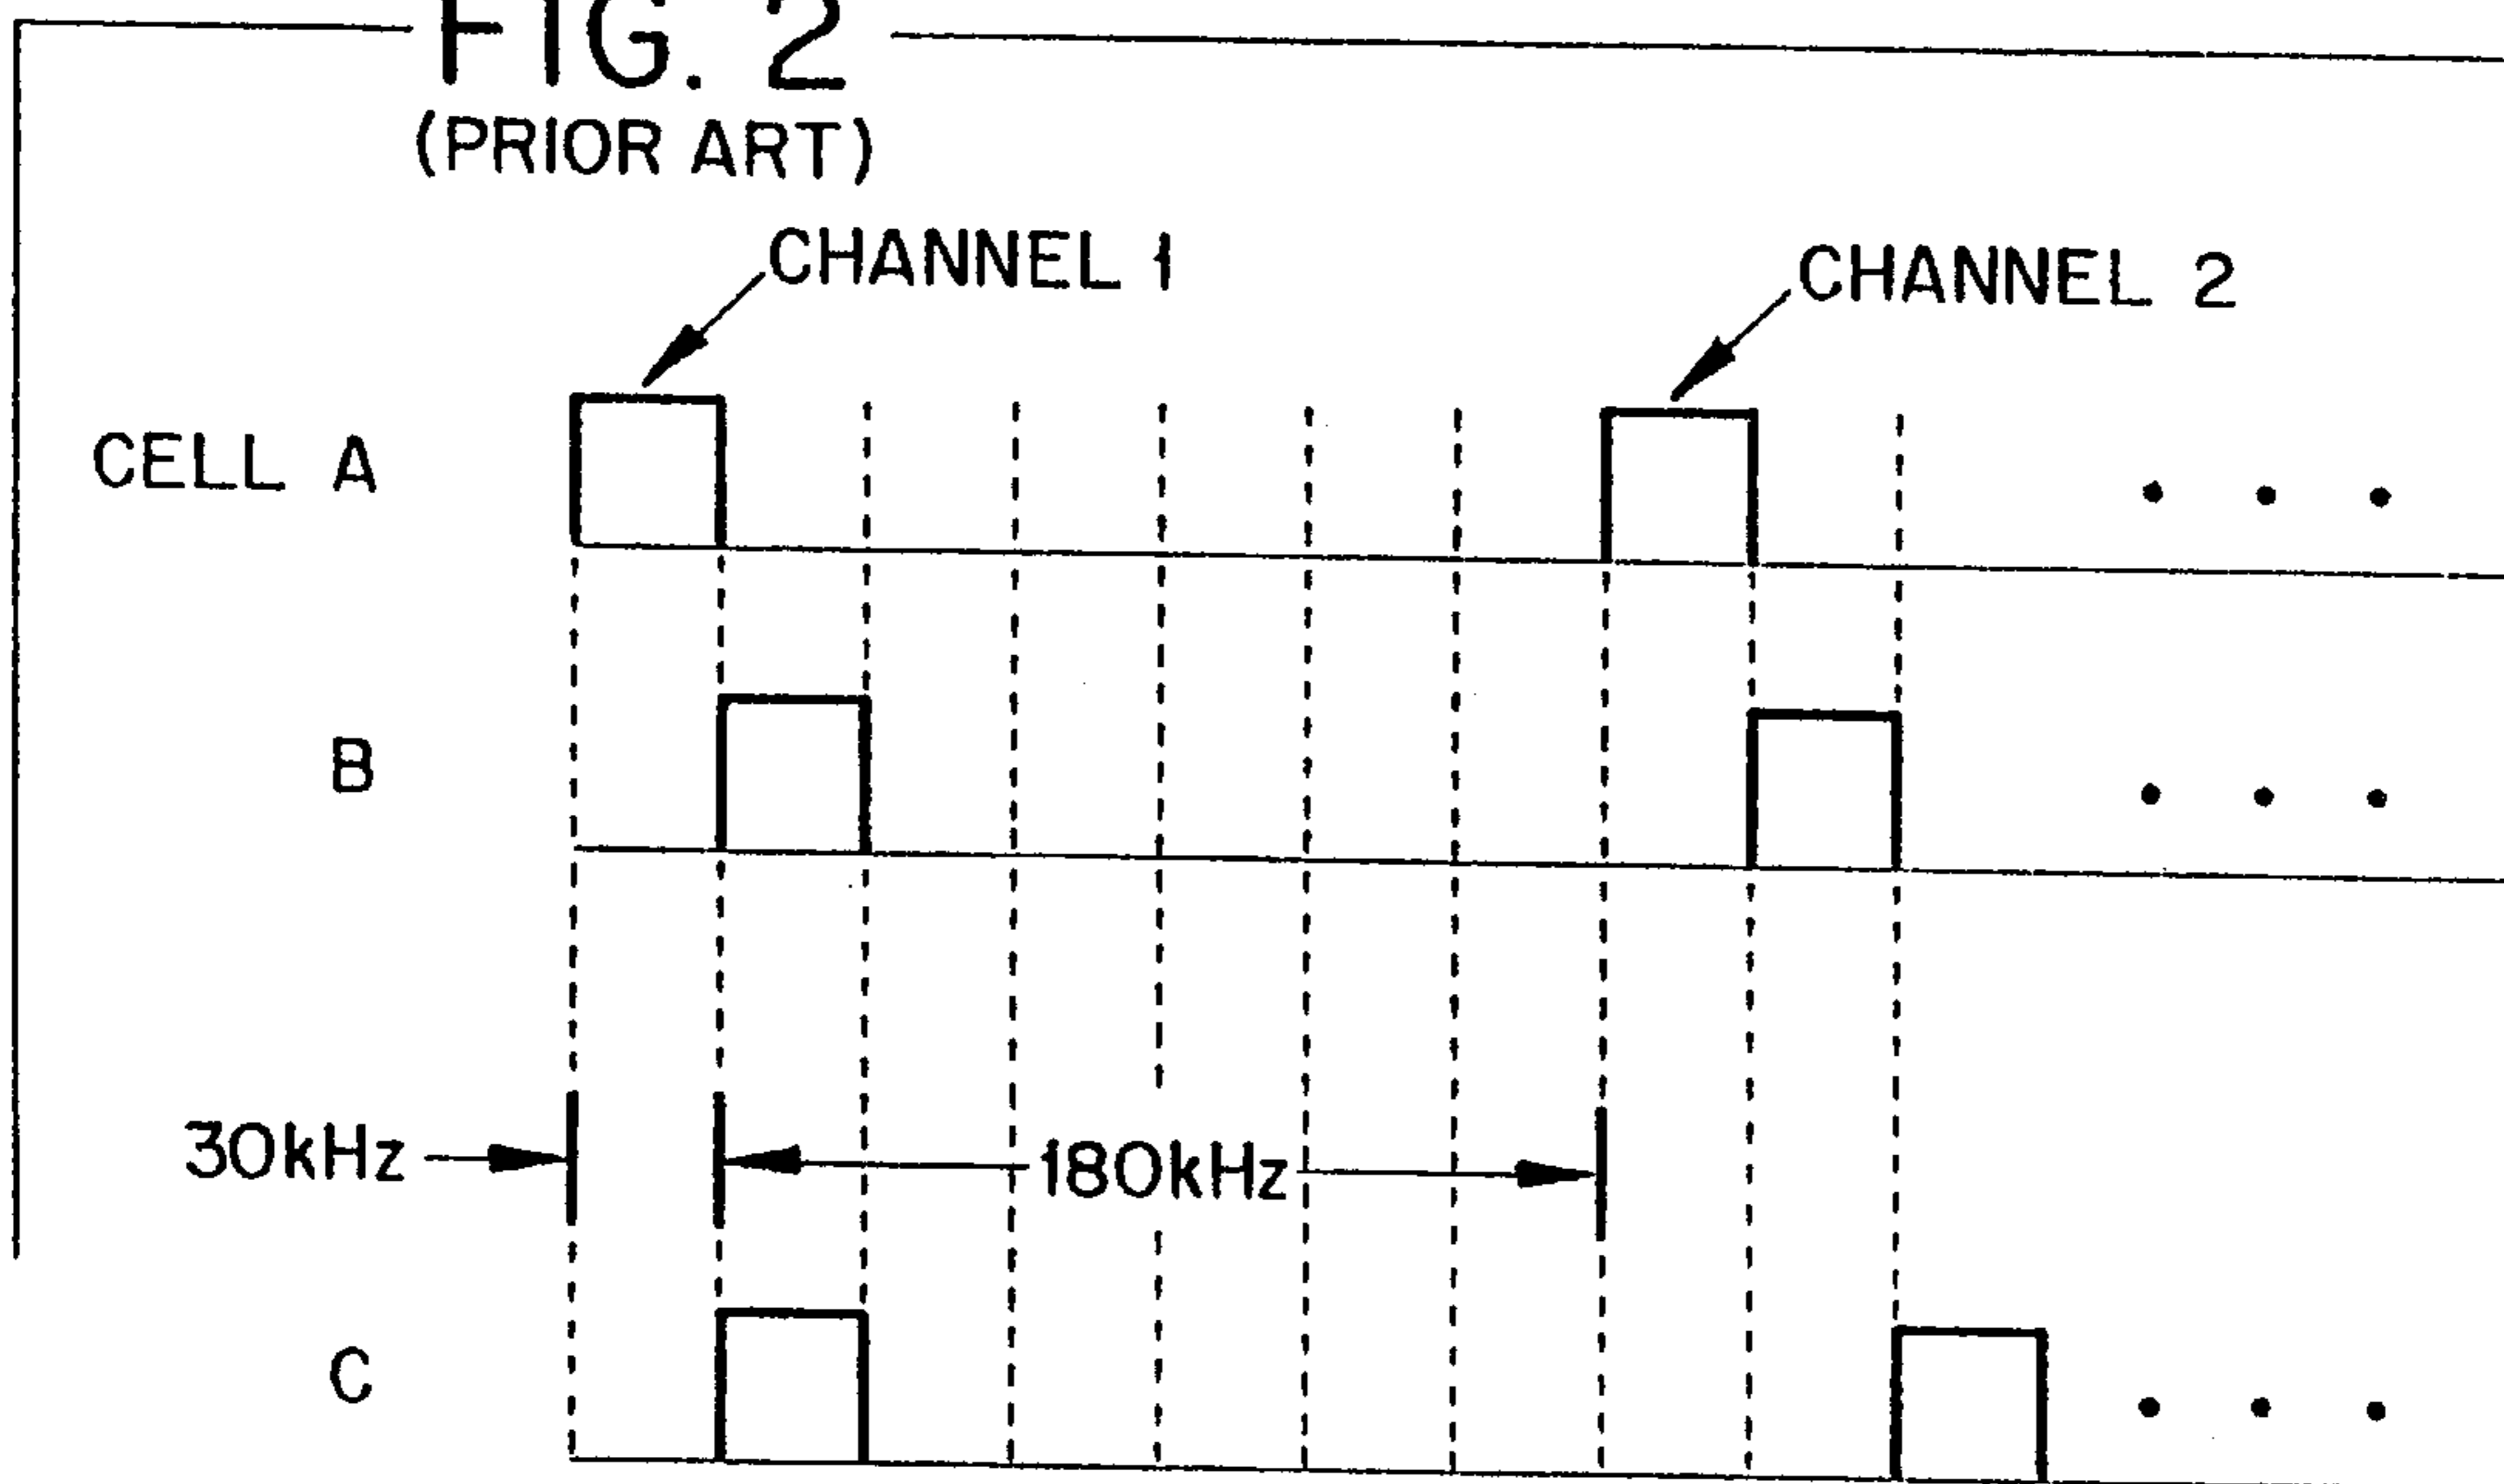 FIG. 2
(PRIOR ART)
CHANNEL 1
CHANNEL 2
CELL A
B
30kHz
180kHz
C